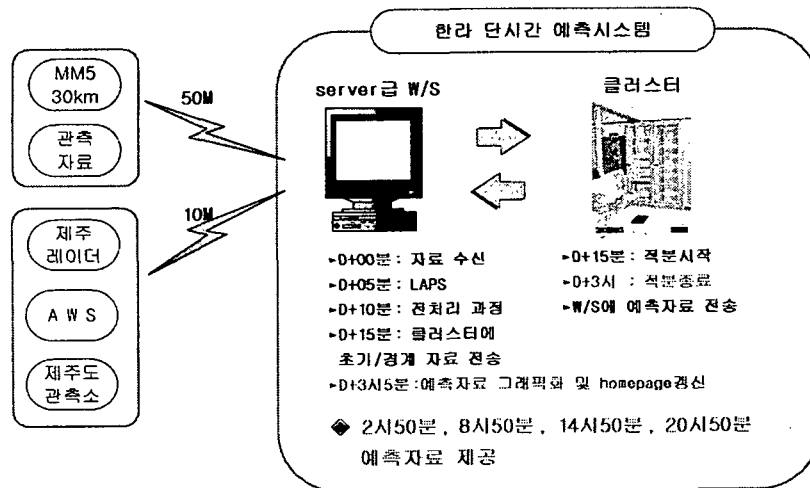 한라 단시간 예측시스템
MM5
30km
관측
자료
50M
제주
레이더
A W S
제주도
관측소
10M
server급 W/S
클러스터
►D+00분 : 자료 수신
►D+05분 : LAPS
►D+10분 : 전처리 과정
►D+15분 : 클러스터에
초기/경계 자료 전송
►D+3시5분 :예측자료 그래픽화 및 homepage갱신
►D+15분 : 적분시작
►D+3시 : 적분종료
►W/S에 예측자료 전송
◈ 2시50분, 8시50분, 14시50분, 20시50분
예측자료 제공